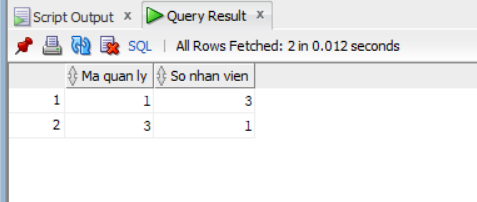 Script Output x Query Result x
SQL | All Rows Fetched: 2 in 0.012 seconds
Ma quan ly So nhan vien
1 1 3
2 3 1